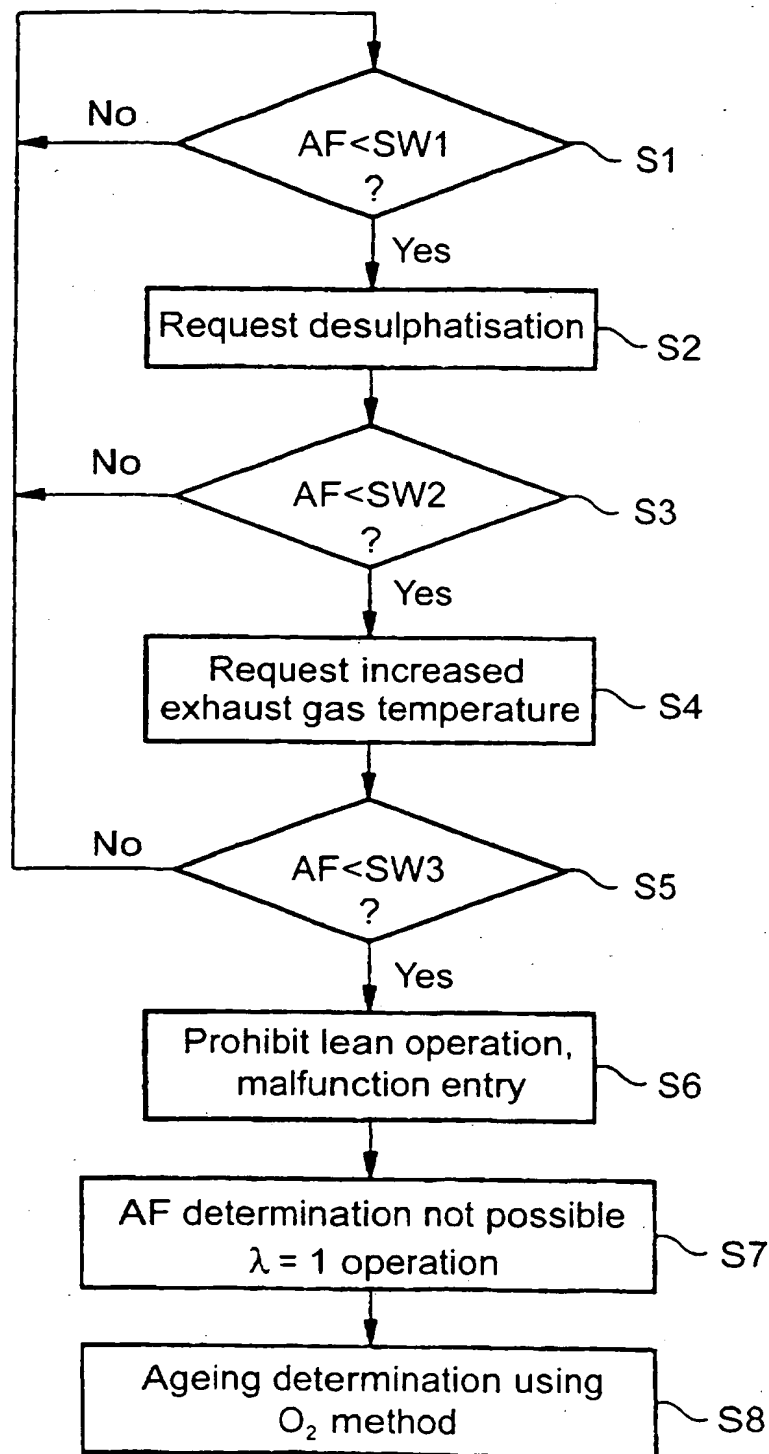 No
AF<SW1
?
S1
Yes
Request desulphatisation
S2
No
AF<SW2
?
S3
Yes
Request increased
exhaust gas temperature
S4
No
AF<SW3
?
S5
Yes
Prohibit lean operation,
malfunction entry
S6
AF determination not possible
λ = 1 operation
S7
Ageing determination using
O₂ method
S8